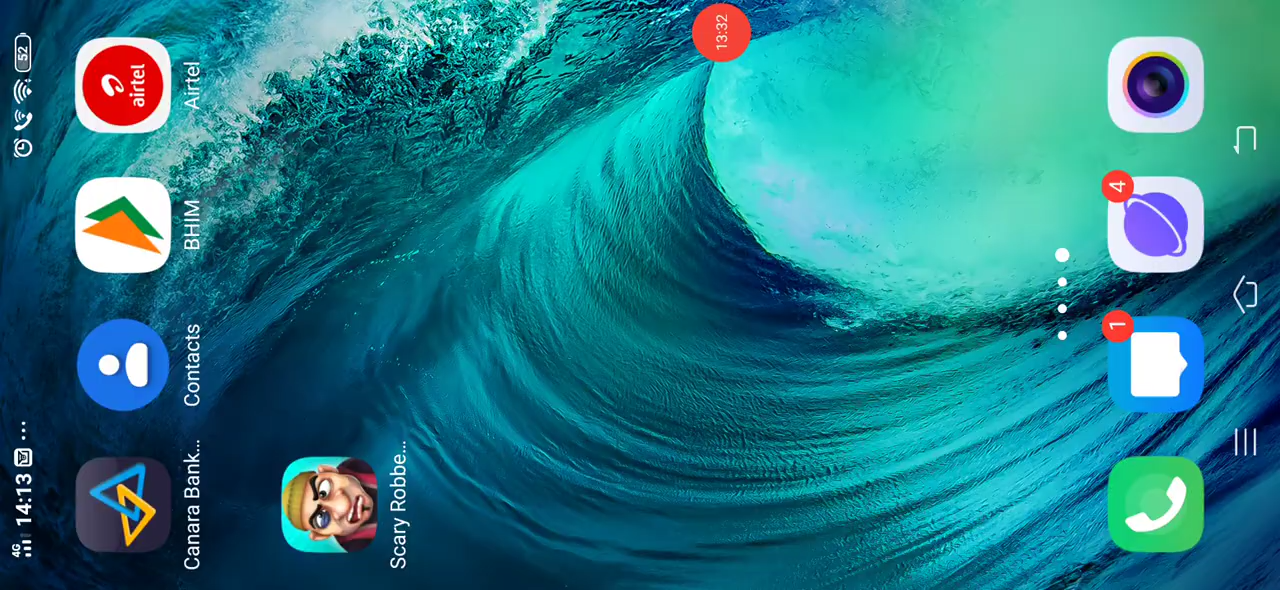 4G 14:13 ... 52
Canara Bank... Contacts BHIM airtel Airtel
Scary Robbe...
13:32
1 4